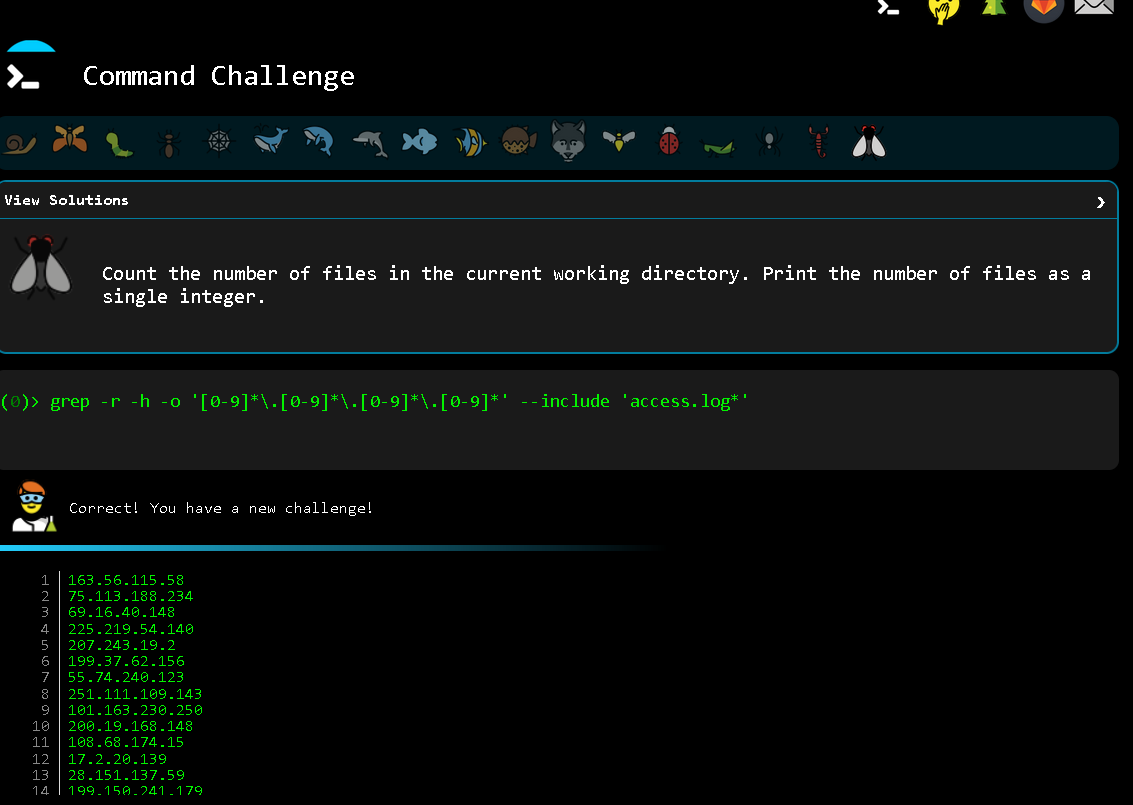 Command Challenge
View Solutions
Count the number of files in the current working directory. Print the number of files as a
single integer.
(0)> grep -r -h -o '[0-9]*\.[0-9]*\.[0-9]*\.[0-9]*' --include 'access.log*'
Correct! You have a new challenge!
1 163.56.115.58
2 75.113.188.234
3 69.16.40.148
4 225.219.54.140
5 207.243.19.2
6 199.37.62.156
7 55.74.240.123
8 251.111.109.143
9 101.163.230.250
10 200.19.168.148
11 108.68.174.15
12 17.2.20.139
13 28.151.137.59
14 199.150.241.179